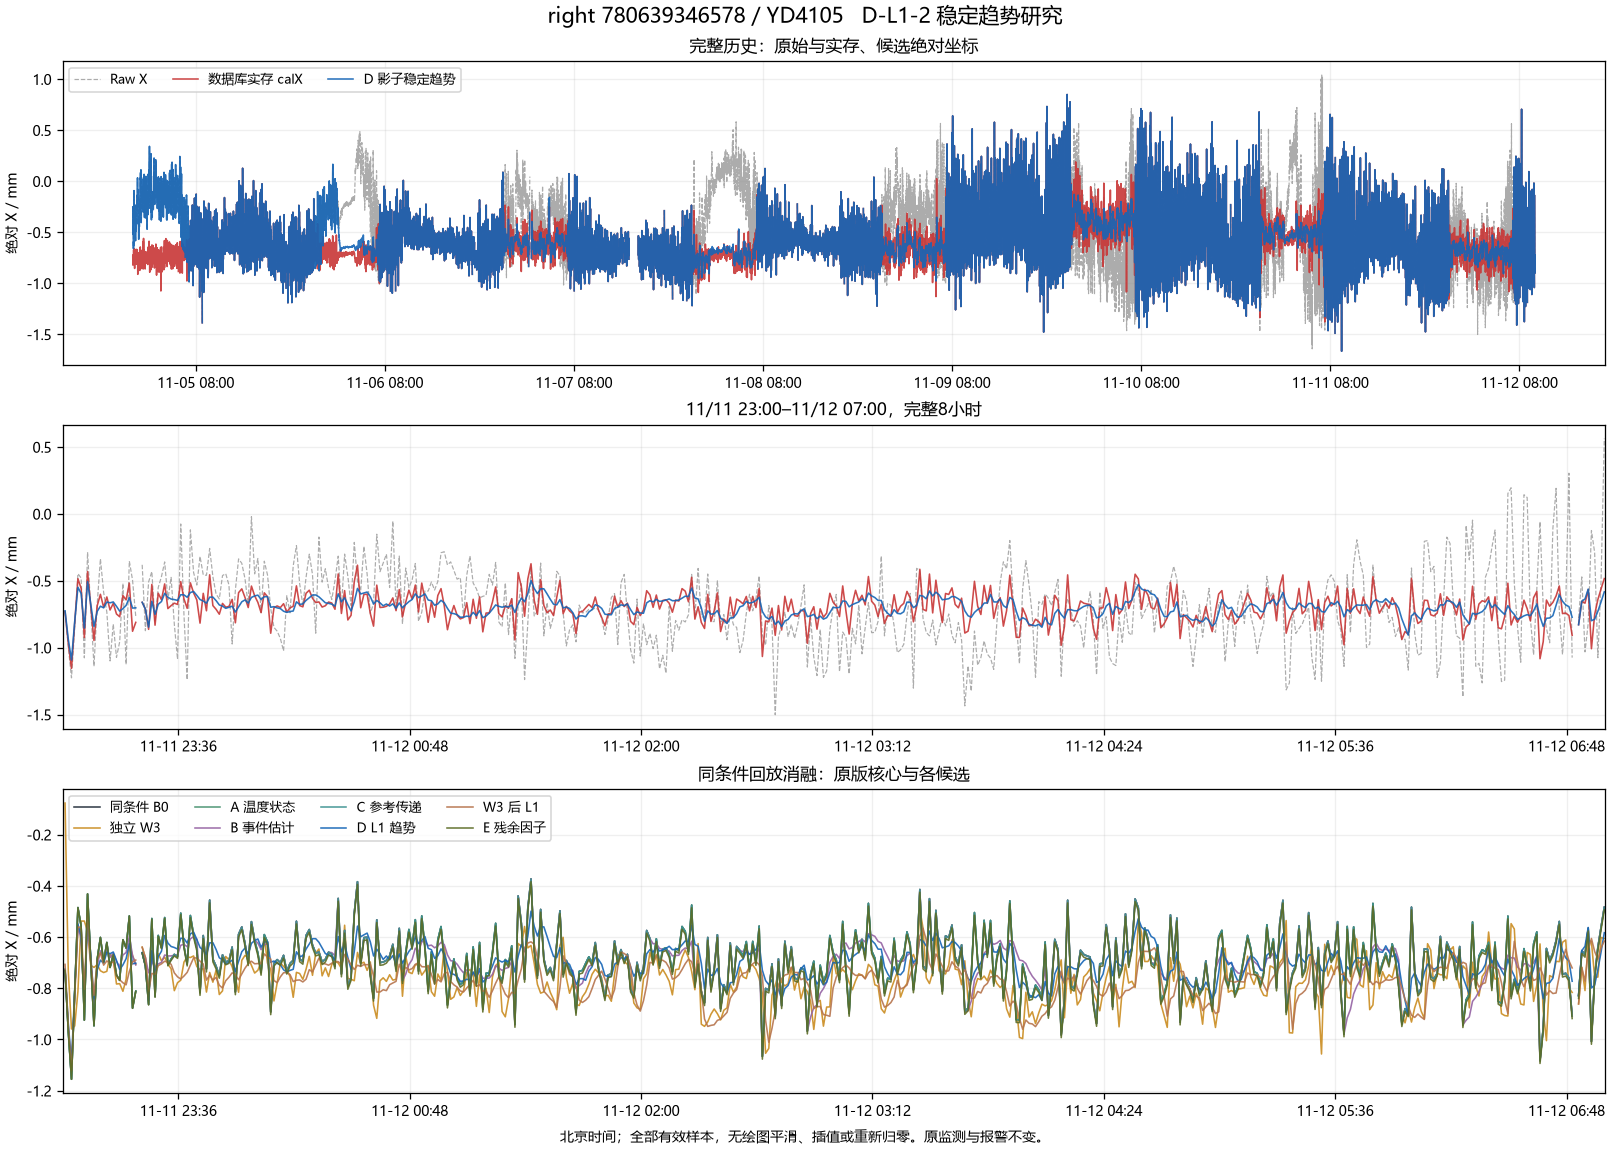 right 780639346578 / YD4105   D-L1-2 稳定趋势研究
完整历史：原始与实存、候选绝对坐标
Raw X 数据库实存 calX D 影子稳定趋势
绝对 X / mm
1.0
0.5
0.0
-0.5
-1.0
-1.5
11-05 08:00 11-06 08:00 11-07 08:00 11-08 08:00 11-09 08:00 11-10 08:00 11-11 08:00 11-12 08:00
11/11 23:00–11/12 07:00，完整8小时
绝对 X / mm
0.5
0.0
-0.5
-1.0
-1.5
11-11 23:36 11-12 00:48 11-12 02:00 11-12 03:12 11-12 04:24 11-12 05:36 11-12 06:48
同条件回放消融：原版核心与各候选
同条件 B0 A 温度状态 C 参考传递 W3 后 L1
独立 W3 B 事件估计 D L1 趋势 E 残余因子
绝对 X / mm
-0.2
-0.4
-0.6
-0.8
-1.0
-1.2
11-11 23:36 11-12 00:48 11-12 02:00 11-12 03:12 11-12 04:24 11-12 05:36 11-12 06:48
北京时间；全部有效样本，无绘图平滑、插值或重新归零。原监测与报警不变。